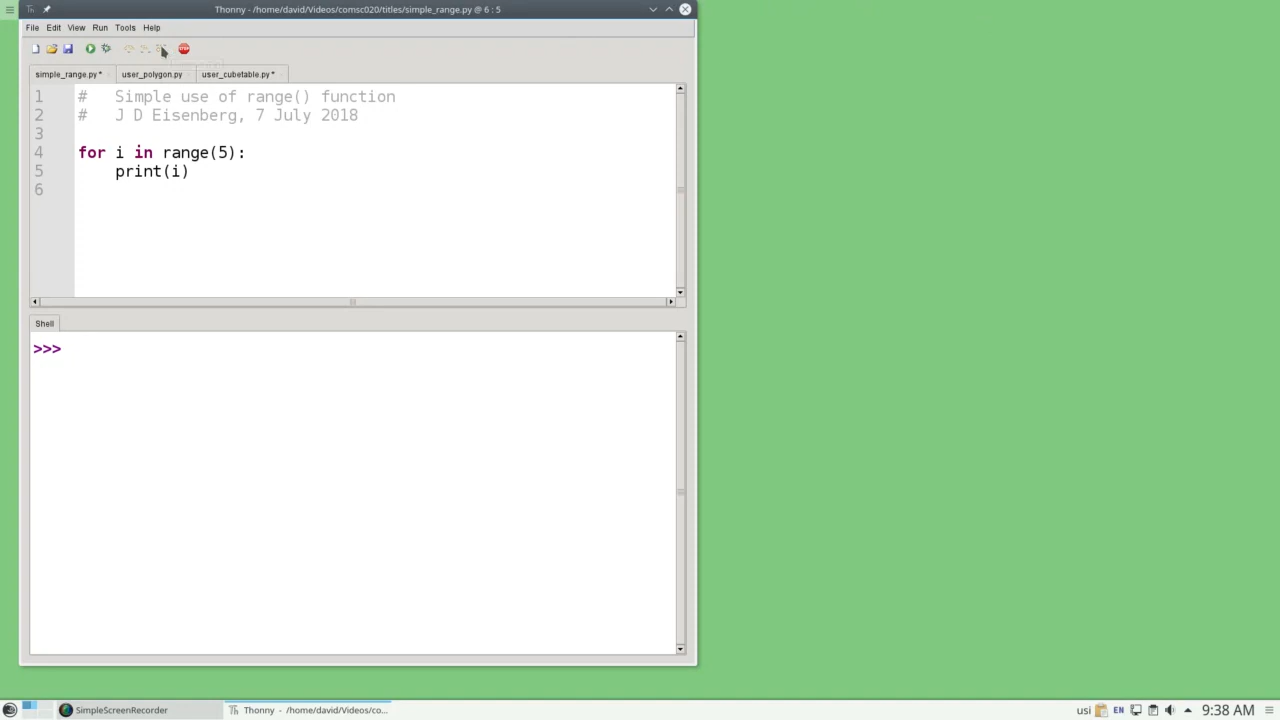 Thonny - /home/david/Videos/comsc020/titles/simple_range.py @ 6 : 5
File Edit View Run Tools Help
STOP
simple_range.py * user_polygon.py user_cubetable.py *
1 # Simple use of range() function
2 # J D Eisenberg, 7 July 2018
3
4 for i in range(5):
5 print(i)
6
Shell
>>>
SimpleScreenRecorder Th Thonny - /home/david/Videos/co... usi EN 9:38 AM